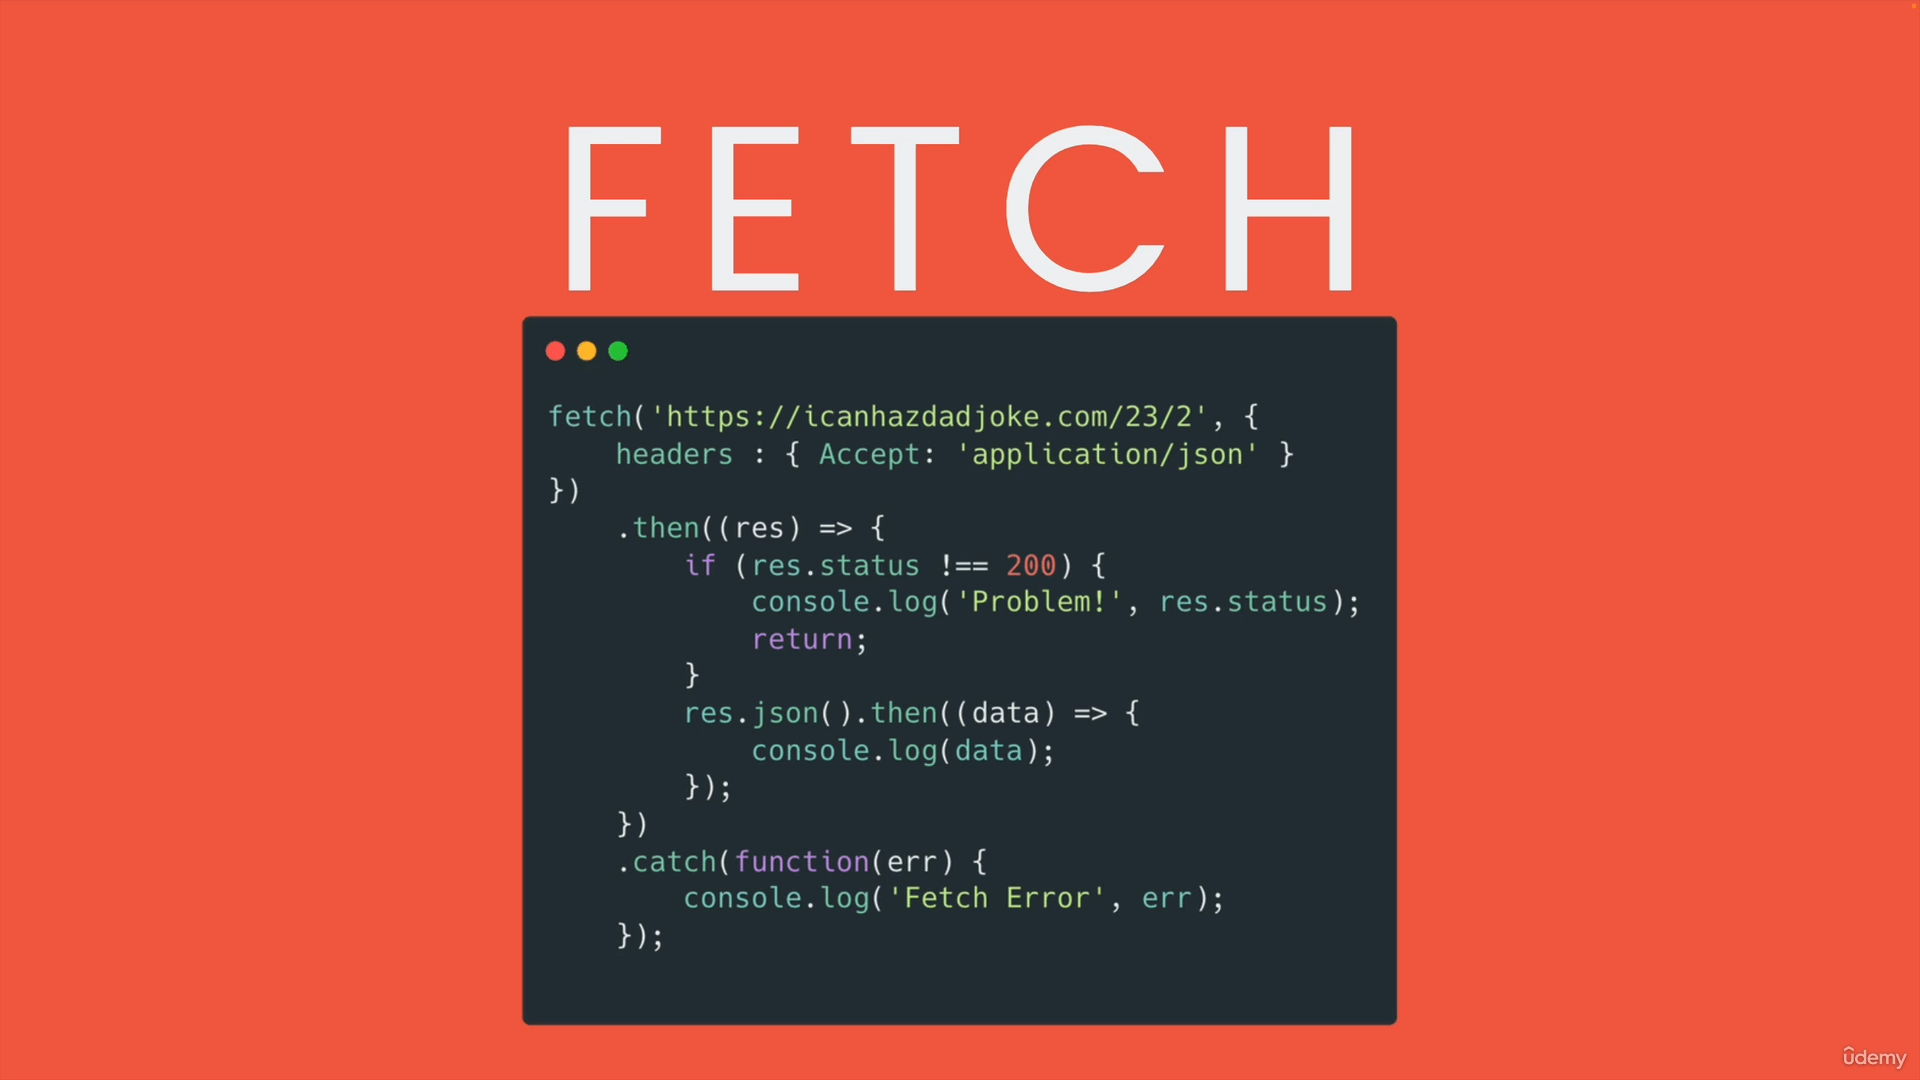 FETCH
fetch('https://icanhazdadjoke.com/23/2', {
    headers : { Accept: 'application/json' }
})
    .then((res) => {
        if (res.status !== 200) {
            console.log('Problem!', res.status);
            return;
        }
        res.json().then((data) => {
            console.log(data);
        });
    })
    .catch(function(err) {
        console.log('Fetch Error', err);
    });
udemy